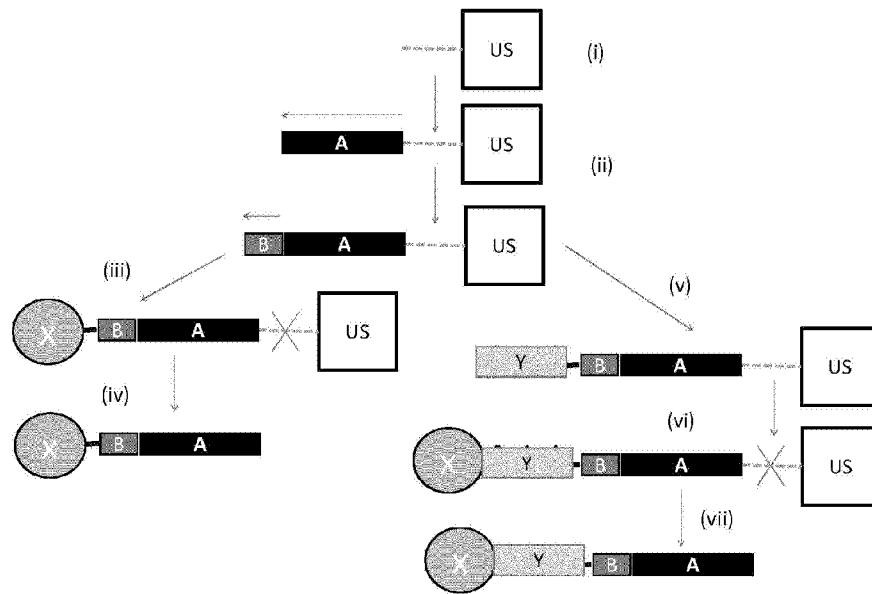 US (i)
A US (ii)
B A US
(iii) (v)
X B A US
Y B A US
(iv) (vi)
X B A
X Y B A US
(vii)
X Y B A